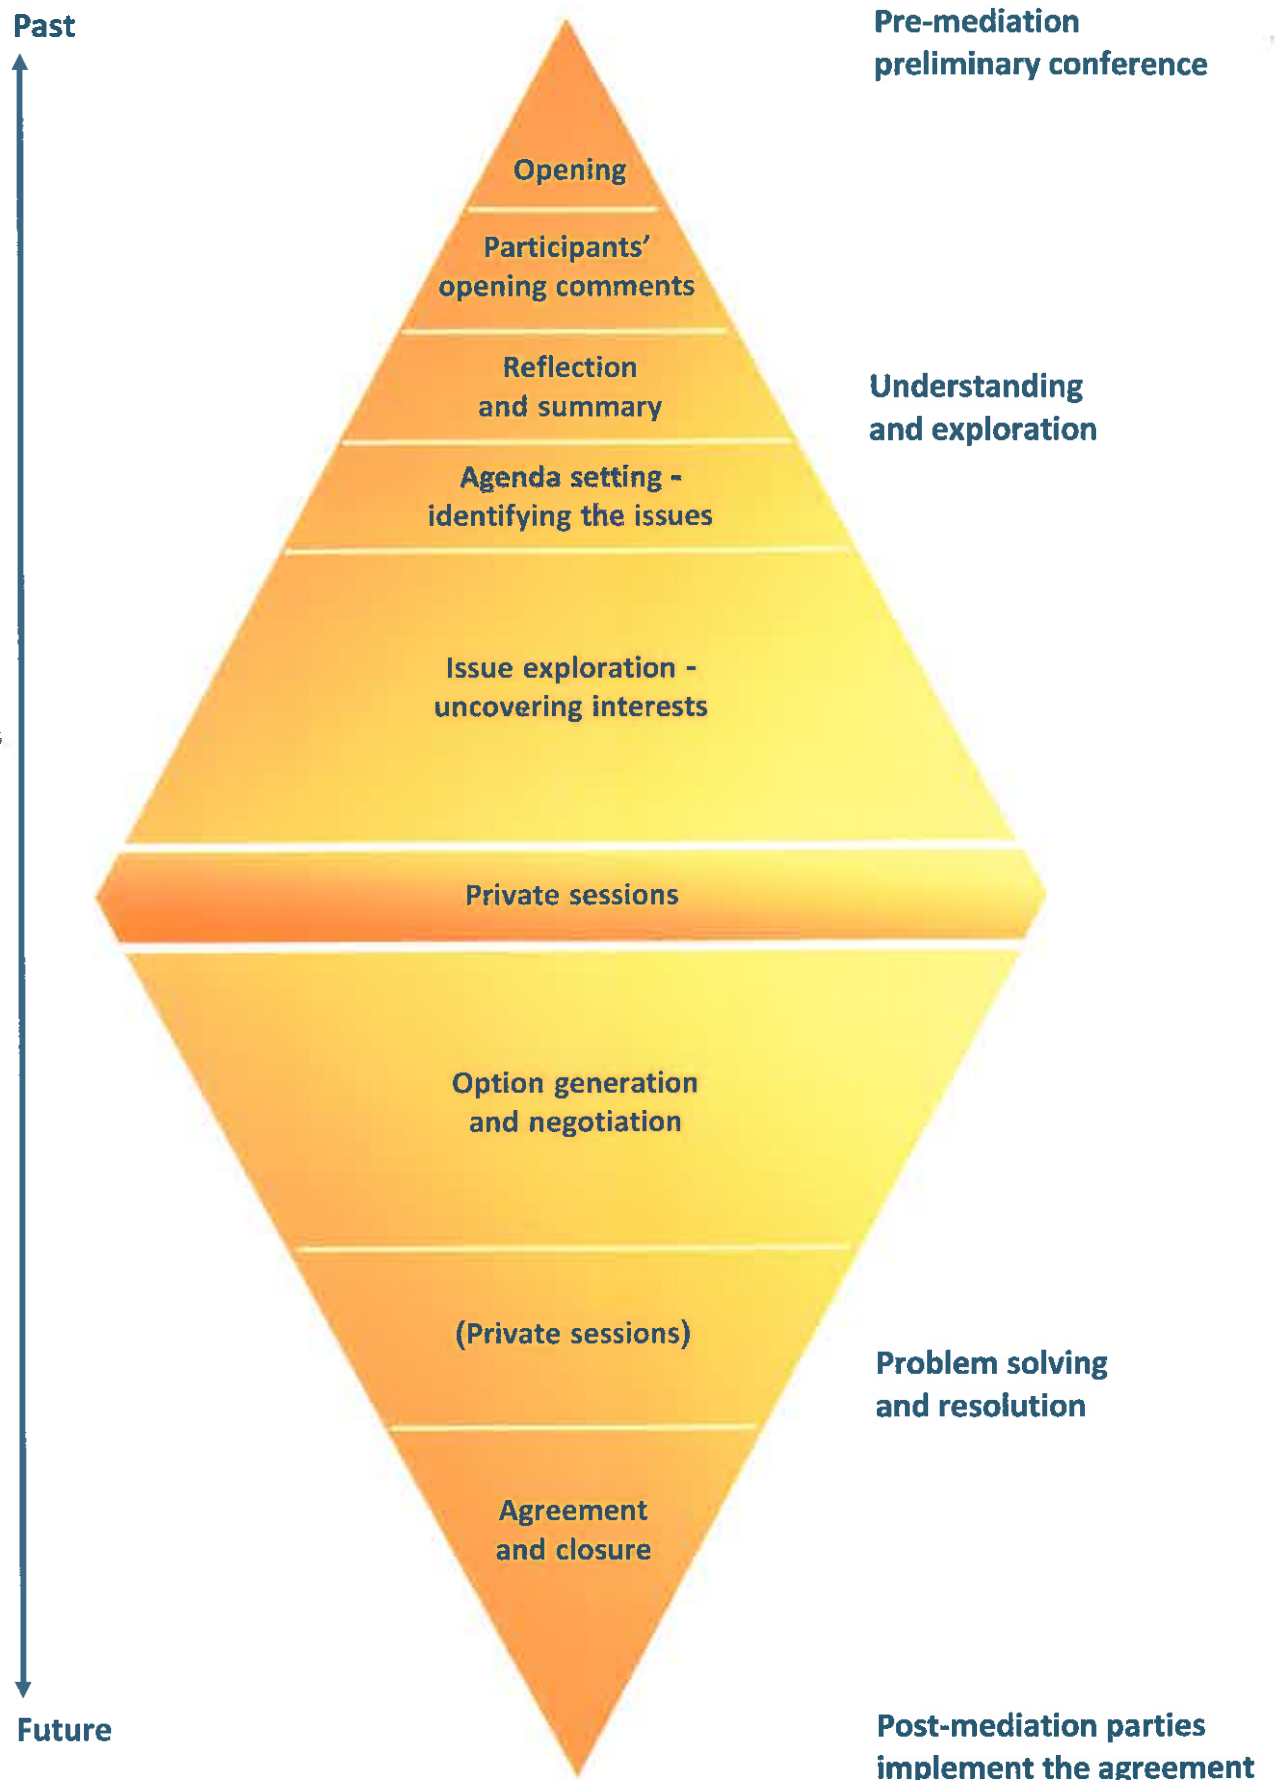 Past
Pre-mediation
preliminary conference
Opening
Participants'
opening comments
Reflection
and summary
Understanding
and exploration
Agenda setting -
identifying the issues
Issue exploration -
uncovering interests
Private sessions
Option generation
and negotiation
(Private sessions)
Problem solving
and resolution
Agreement
and closure
Future
Post-mediation parties
implement the agreement